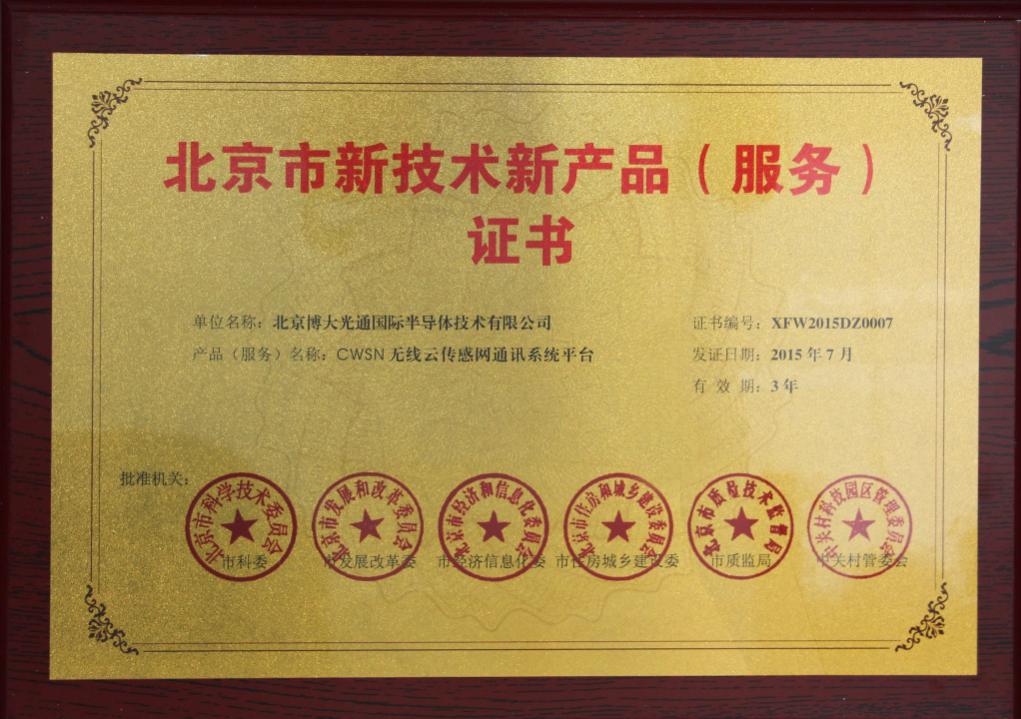 北京市新技术新产品（服务）
证书
单位名称：北京博大光通国际半导体技术有限公司
证书编号：XFW2015DZ0007
产品（服务）名称：CWSN 无线云传感网通讯系统平台
发证日期：2015 年 7 月
有 效 期：3 年
批准机关：
北京市科学技术委员会
北京市发展和改革委员会
北京市经济和信息化委员会
北京市住房和城乡建设委员会
北京市质量技术监督局
中关村科技园区管理委员会
市科委
市发展改革委
市经济信息化委
市住房城乡建设委
市质监局
中关村管委会